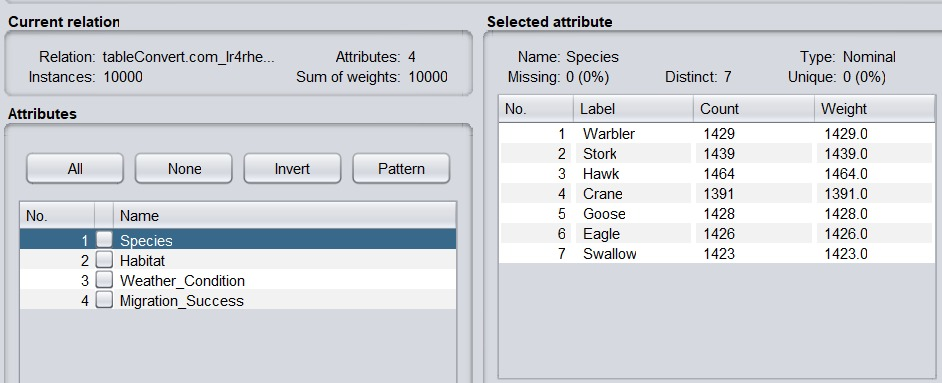 Current relation
Relation: tableConvert.com_lr4rhe... Attributes: 4
Instances: 10000 Sum of weights: 10000
Attributes
All None Invert Pattern
No. Name
1 Species
2 Habitat
3 Weather_Condition
4 Migration_Success
Selected attribute
Name: Species Type: Nominal
Missing: 0 (0%) Distinct: 7 Unique: 0 (0%)
No. Label Count Weight
1 Warbler 1429 1429.0
2 Stork 1439 1439.0
3 Hawk 1464 1464.0
4 Crane 1391 1391.0
5 Goose 1428 1428.0
6 Eagle 1426 1426.0
7 Swallow 1423 1423.0